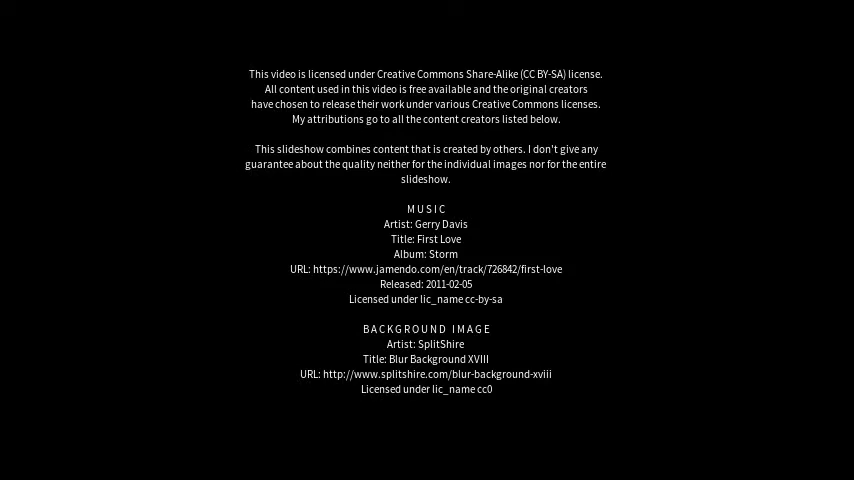 This video is licensed under Creative Commons Share-Alike (CC BY-SA) license.
All content used in this video is free available and the original creators
have chosen to release their work under various Creative Commons licenses.
My attributions go to all the content creators listed below.
This slideshow combines content that is created by others. I don't give any
guarantee about the quality neither for the individual images nor for the entire
slideshow.
MUSIC
Artist: Gerry Davis
Title: First Love
Album: Storm
URL: https://www.jamendo.com/en/track/726842/first-love
Released: 2011-02-05
Licensed under lic_name cc-by-sa
BACKGROUND IMAGE
Artist: SplitShire
Title: Blur Background XVIII
URL: http://www.splitshire.com/blur-background-xviii
Licensed under lic_name cc0